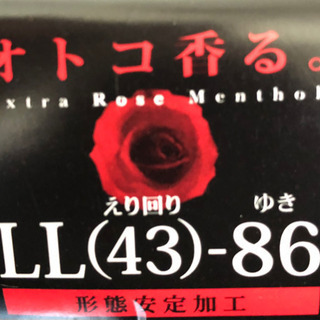 オトコ香る。
xtra Rose Menthol
えり回り ゆき
LL(43)-86
形態安定加工